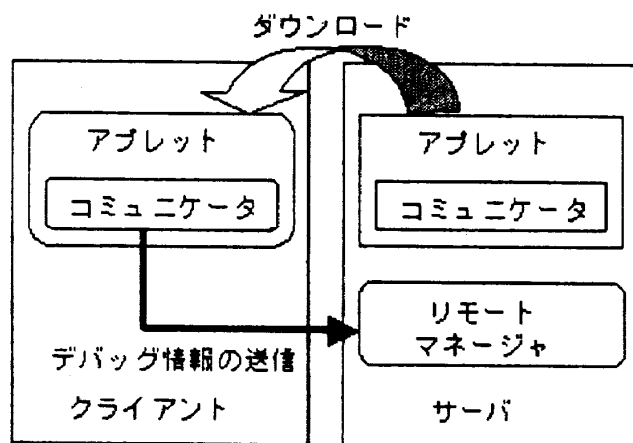 ダウンロード
アプレット
コミュニケータ
アプレット
コミュニケータ
リモート
マネージャ
デバッグ情報の送信
クライアント
サーバ